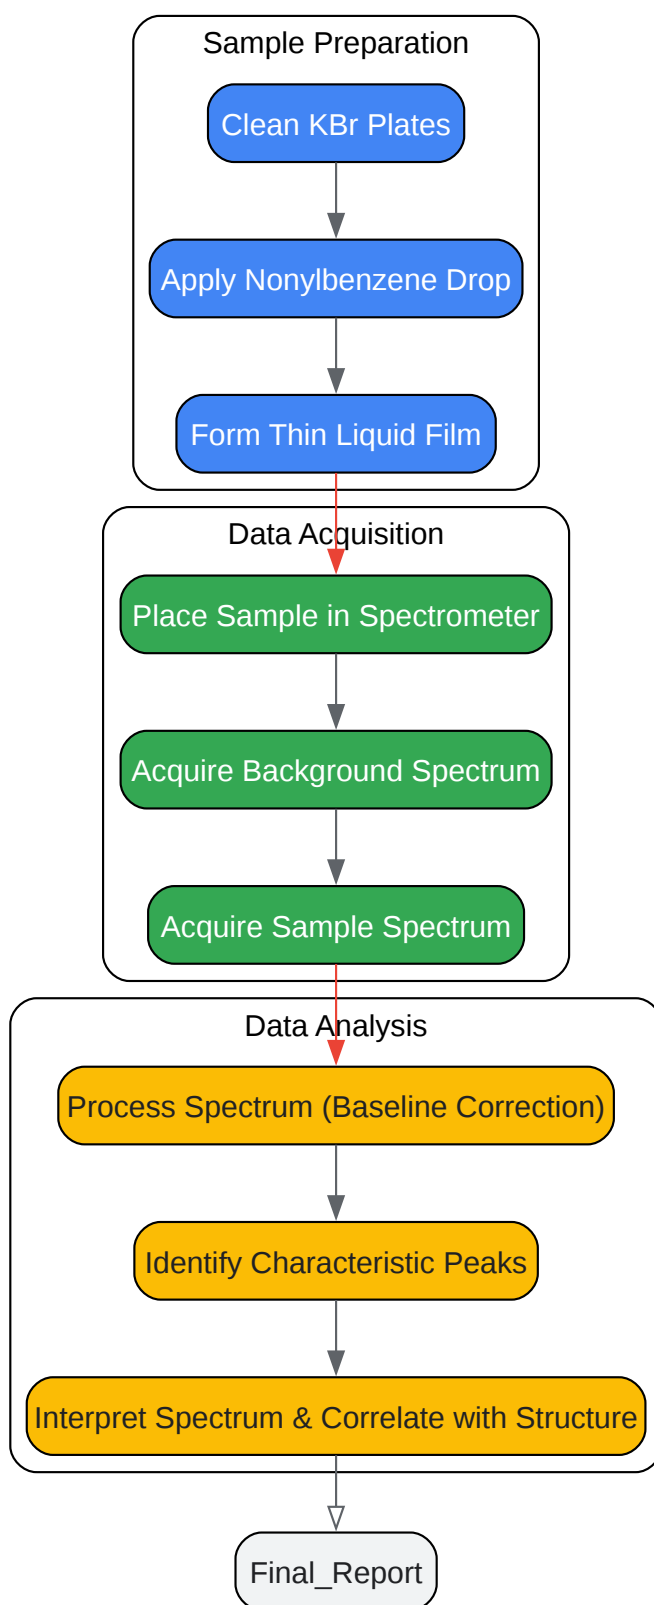 Sample Preparation
Clean KBr Plates
Apply Nonylbenzene Drop
Form Thin Liquid Film
Data Acquisition
Place Sample in Spectrometer
Acquire Background Spectrum
Acquire Sample Spectrum
Data Analysis
Process Spectrum (Baseline Correction)
Identify Characteristic Peaks
Interpret Spectrum & Correlate with Structure
Final_Report